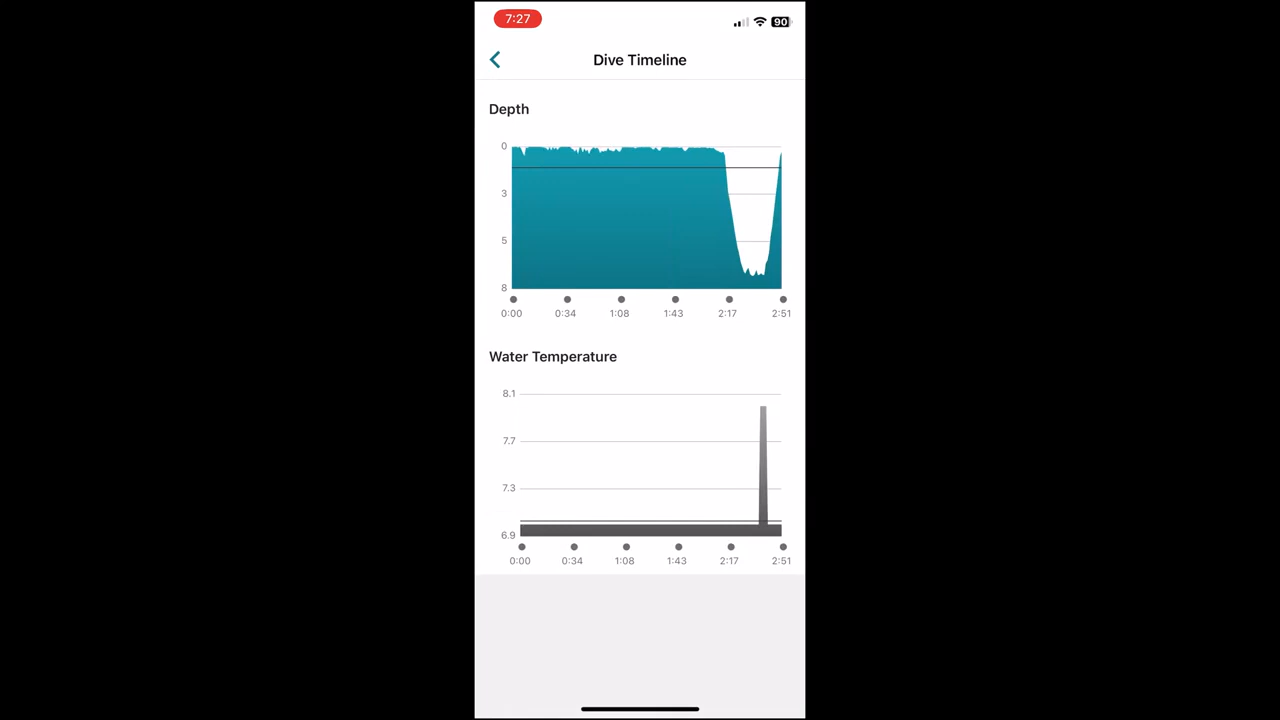 7:27
90
Dive Timeline
Depth
0
3
5
8
0:00 0:34 1:08 1:43 2:17 2:51
Water Temperature
8.1
7.7
7.3
6.9
0:00 0:34 1:08 1:43 2:17 2:51